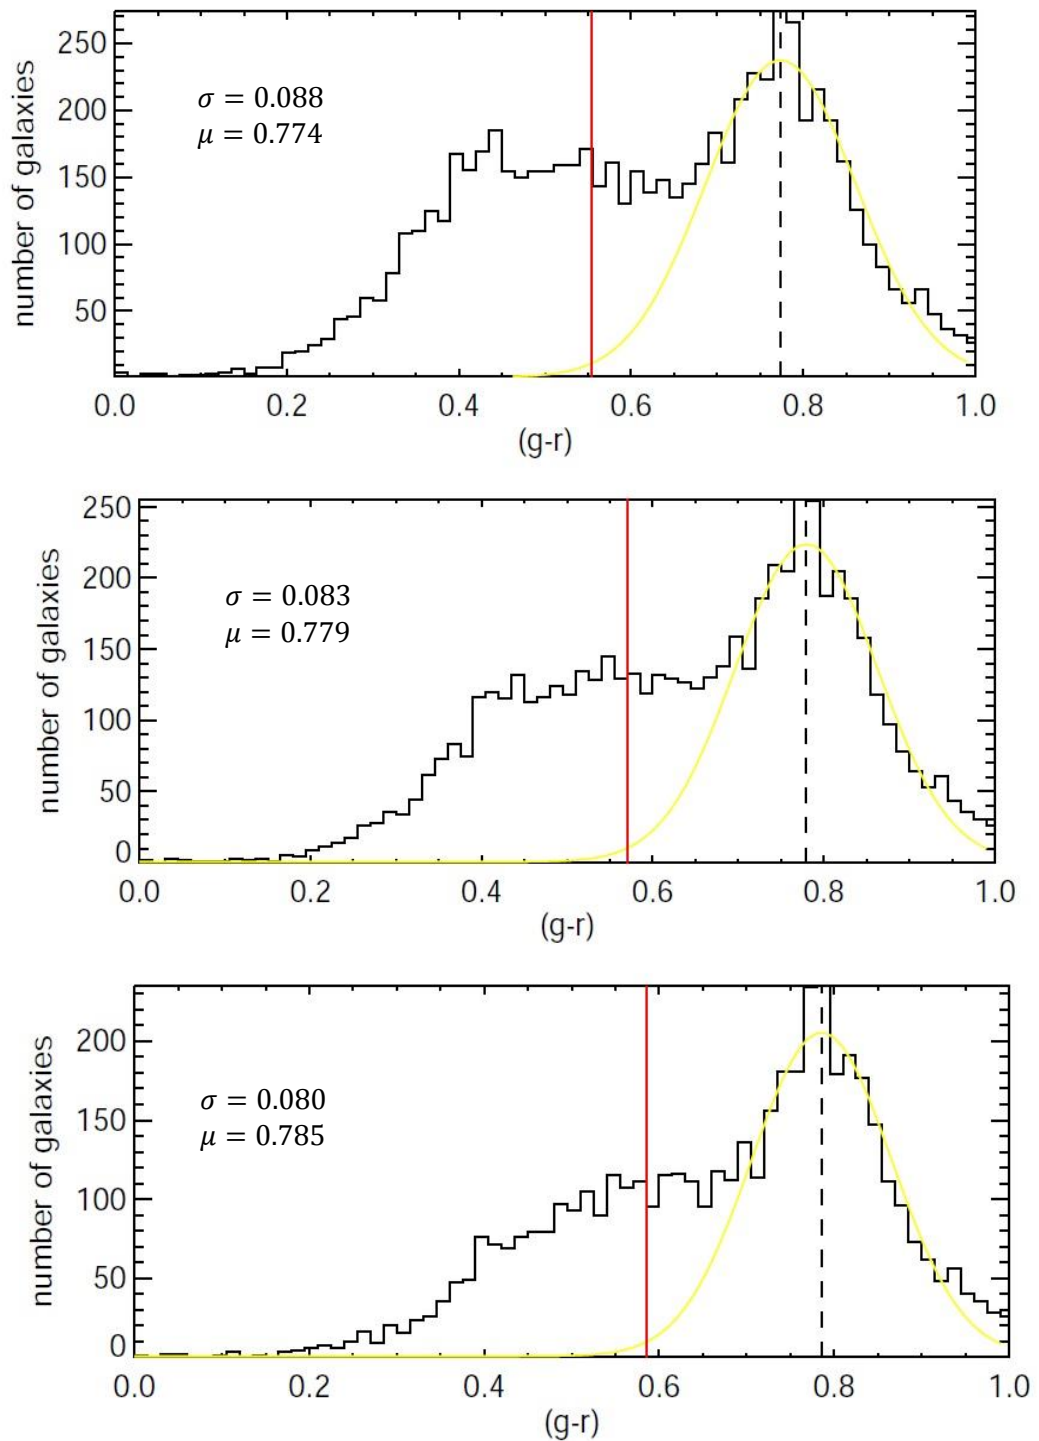 250
200
150
100
50
number of galaxies
σ = 0.088
μ = 0.774
0.0 0.2 0.4 0.6 0.8 1.0
(g-r)
250
200
150
100
50
0
number of galaxies
σ = 0.083
μ = 0.779
0.0 0.2 0.4 0.6 0.8 1.0
(g-r)
200
150
100
50
0
number of galaxies
σ = 0.080
μ = 0.785
0.0 0.2 0.4 0.6 0.8 1.0
(g-r)